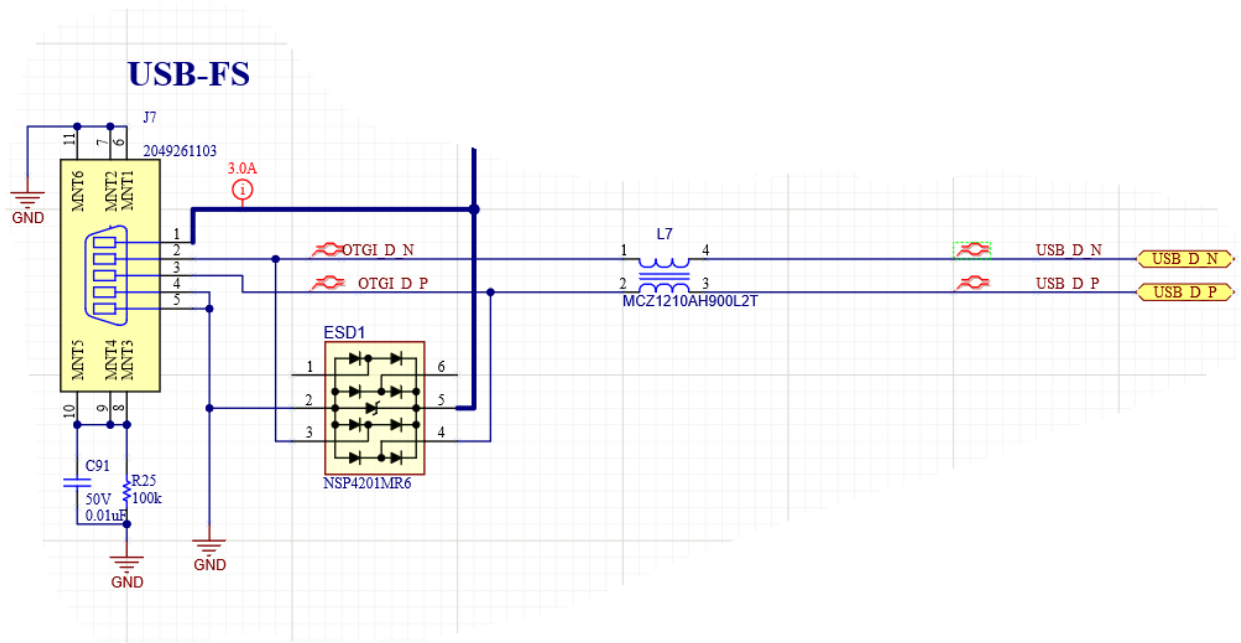 USB-FS
J7
2049261103
11
7
6
MNT6
MNT2
MNT1
GND
3.0A
i
1
2
3
4
5
OTGI_D_N
OTGI_D_P
L7
1
4
2
3
MCZ1210AH900L2T
USB_D_N
USB_D_P
USB_D_N
USB_D_P
MNT5
MNT4
MNT3
10
9
8
ESD1
1
6
2
5
3
4
NSP4201MR6
C91
50V
0.01uF
R25
100k
GND
GND